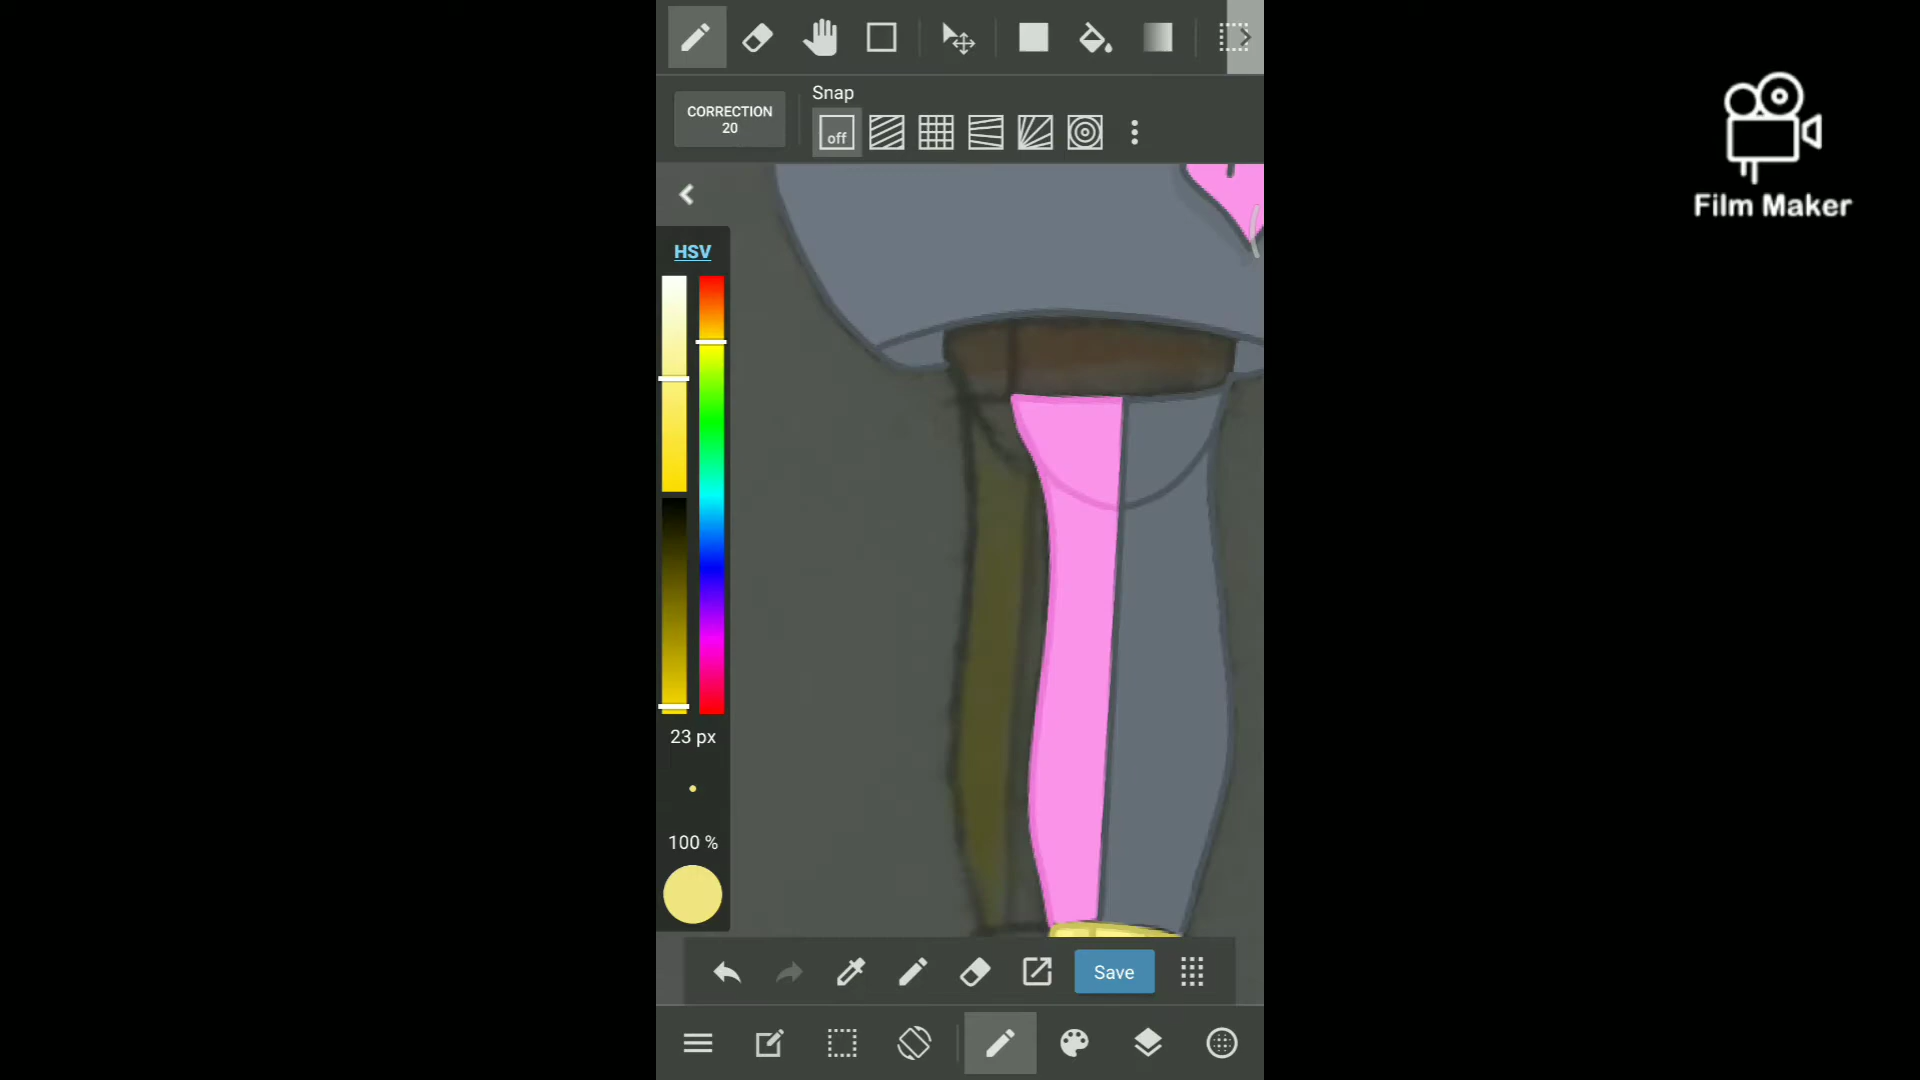 CORRECTION
20
Snap
off
Film Maker
HSV
23 px
100 %
Save